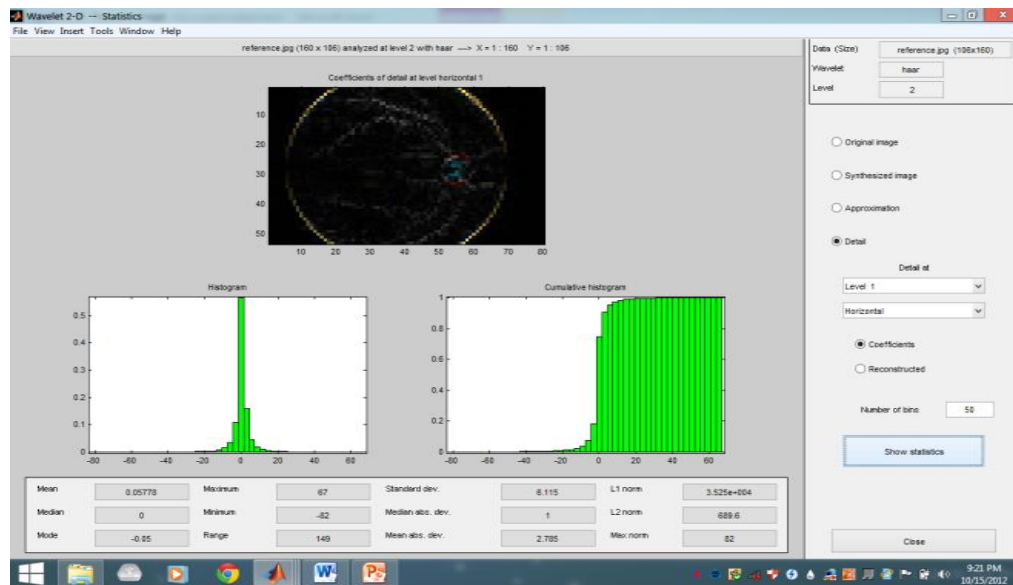 Wavelet 2-D -- Statistics
File View Insert Tools Window Help
reference.jpg (160 x 106) analyzed at level 2 with haar ---> X = 1 : 160 Y = 1 : 106
Coefficients of detail at level horizontal 1
10
20
30
40
50
10 20 30 40 50 60 70 80
Histogram
0.5
0.4
0.3
0.2
0.1
0
-80 -60 -40 -20 0 20 40 60
Cumulative histogram
1
0.8
0.6
0.4
0.2
0
-80 -60 -40 -20 0 20 40 60
Mean 0.05778 Maximum 67 Standard dev. 6.115 L1 norm 3.525e+004
Median 0 Minimum -82 Median abs. dev. 1 L2 norm 689.6
Mode -0.05 Range 149 Mean abs. dev. 2.785 Max norm 82
Data (Size) reference.jpg (106x160)
Wavelet haar
Level 2
Original image
Synthesized image
Approximation
Detail
Detail at
Level 1
Horizontal
Coefficients
Reconstructed
Number of bins 50
Show statistics
Close
9:21 PM
10/15/2012